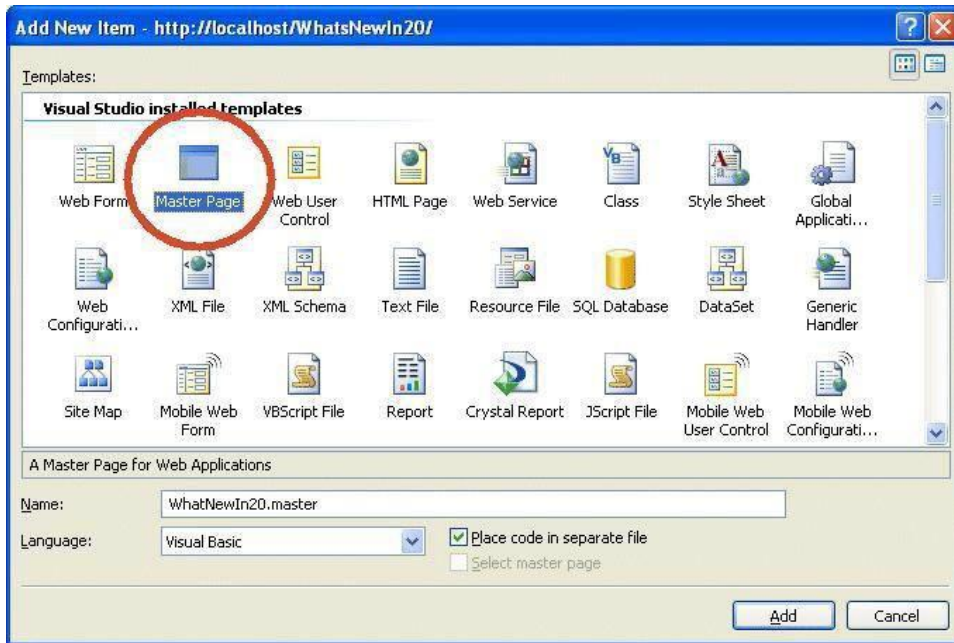 Add New Item - http://localhost/WhatsNewIn20/
Templates:
Visual Studio installed templates
Web Form
Master Page
Web User
Control
HTML Page
Web Service
Class
Style Sheet
Global
Applicati...
Web
Configurati...
XML File
XML Schema
Text File
Resource File
SQL Database
DataSet
Generic
Handler
Site Map
Mobile Web
Form
VBScript File
Report
Crystal Report
JScript File
Mobile Web
User Control
Mobile Web
Configurati...
A Master Page for Web Applications
Name: WhatNewIn20.master
Language: Visual Basic
Place code in separate file
Select master page
Add Cancel